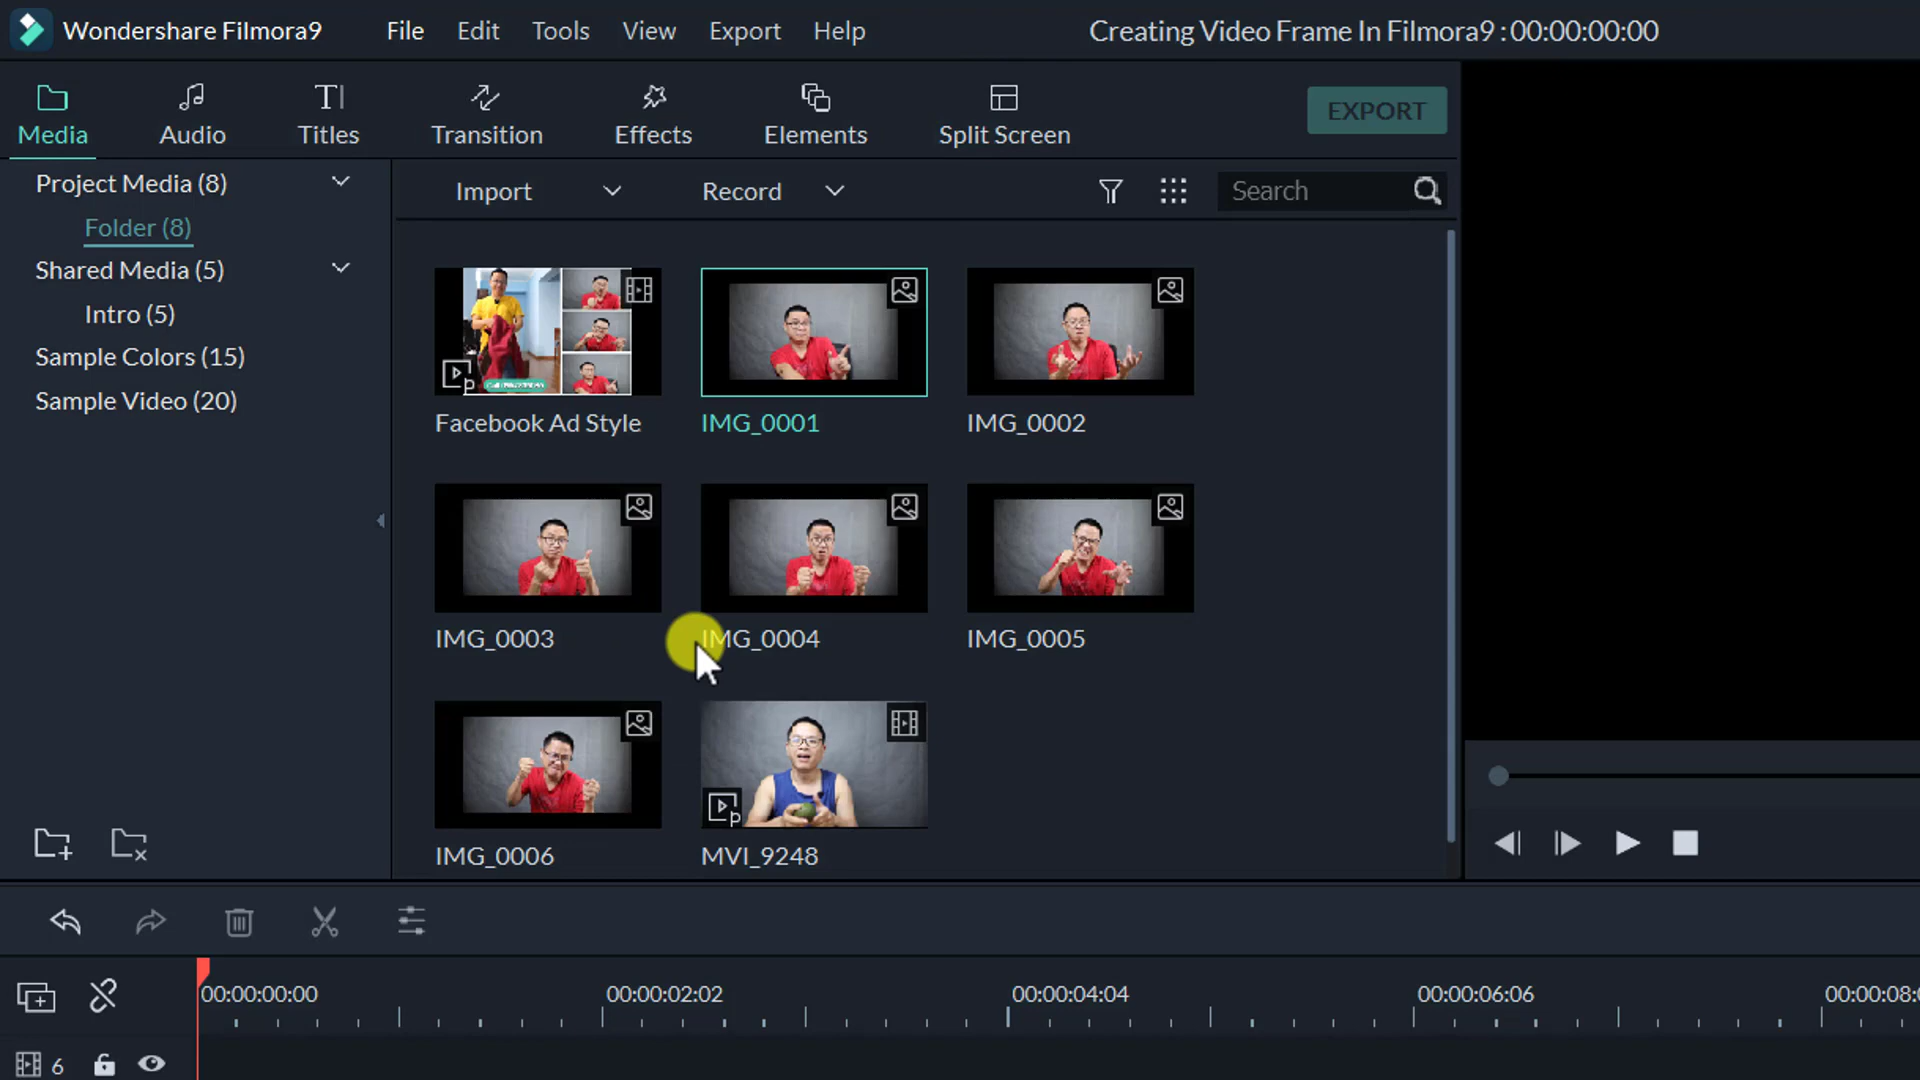 Wondershare Filmora9 File Edit Tools View Export Help Creating Video Frame In Filmora9 : 00:00:00:00
Media Audio Titles Transition Effects Elements Split Screen EXPORT
Project Media (8)
Folder (8)
Shared Media (5)
Intro (5)
Sample Colors (15)
Sample Video (20)
Import Record Search
Facebook Ad Style IMG_0001 IMG_0002
IMG_0003 IMG_0004 IMG_0005
IMG_0006 MVI_9248
00:00:00:00 00:00:02:02 00:00:04:04 00:00:06:06 00:00:08:
6